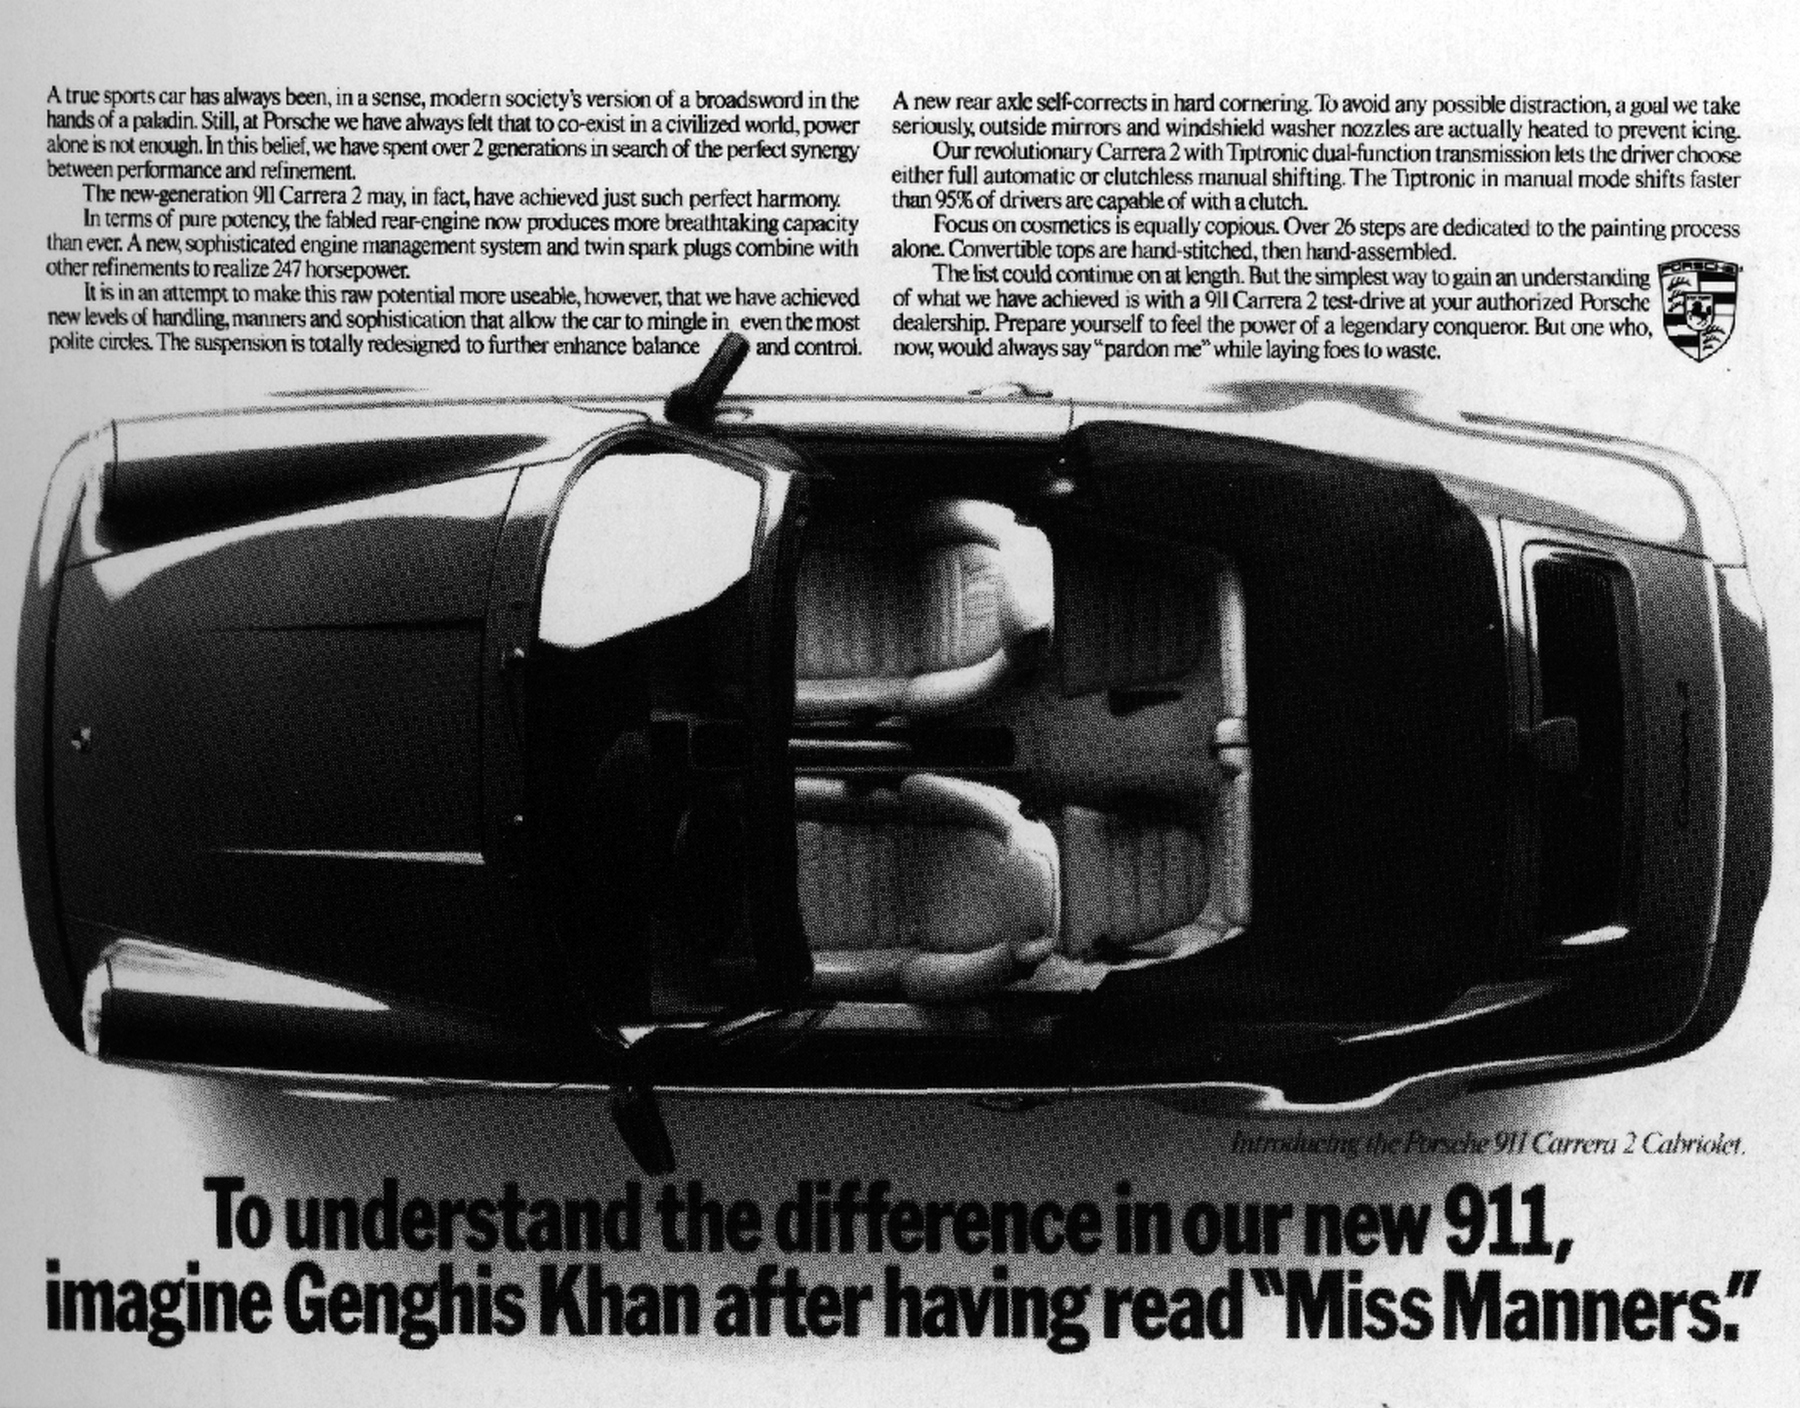 A true sports car has always been, in a sense, modern society's version of a broadsword in the
hands of a paladin. Still, at Porsche we have always felt that to co-exist in a civilized world, power
alone is not enough. In this belief, we have spent over 2 generations in search of the perfect synergy
between performance and refinement.
The new-generation 911 Carrera 2 may, in fact, have achieved just such perfect harmony.
In terms of pure potency, the fabled rear-engine now produces more breathtaking capacity
than ever. A new, sophisticated engine management system and twin spark plugs combine with
other refinements to realize 247 horsepower.
It is in an attempt to make this raw potential more useable, however, that we have achieved
new levels of handling, manners and sophistication that allow the car to mingle in even the most
polite circles. The suspension is totally redesigned to further enhance balance and control.
A new rear axle self-corrects in hard cornering. To avoid any possible distraction, a goal we take
seriously, outside mirrors and windshield washer nozzles are actually heated to prevent icing.
Our revolutionary Carrera 2 with Tiptronic dual-function transmission lets the driver choose
either full automatic or clutchless manual shifting. The Tiptronic in manual mode shifts faster
than 95% of drivers are capable of with a clutch.
Focus on cosmetics is equally copious. Over 26 steps are dedicated to the painting process
alone. Convertible tops are hand-stitched, then hand-assembled.
The list could continue on at length. But the simplest way to gain an understanding
of what we have achieved is with a 911 Carrera 2 test-drive at your authorized Porsche
dealership. Prepare yourself to feel the power of a legendary conqueror. But one who,
now, would always say "pardon me" while laying foes to waste.
PORSCHE
Introducing the Porsche 911 Carrera 2 Cabriolet.
To understand the difference in our new 911,
imagine Genghis Khan after having read "Miss Manners."